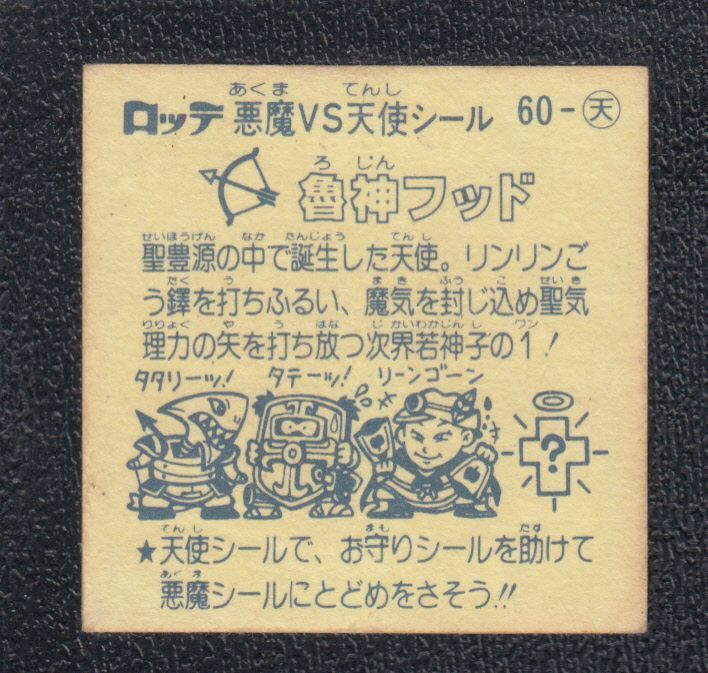 ロッテ 悪魔VS天使シール 60-天
あくま てんし
魯神フッド
ろ じん
聖豊源の中で誕生した天使。リンリンご
せいほうげん なか たんじょう てんし
う鐸を打ちふるい、魔気を封じ込め聖気
たく う まき ふう こ せいき
理力の矢を打ち放つ次界若神子の1!
りりょく や う はな じかいわかじんし ワン
タタリーッ! タテーッ! リーンゴーン
?
★天使シールで、お守りシールを助けて
てんし まも たす
悪魔シールにとどめをさそう!!
あくま